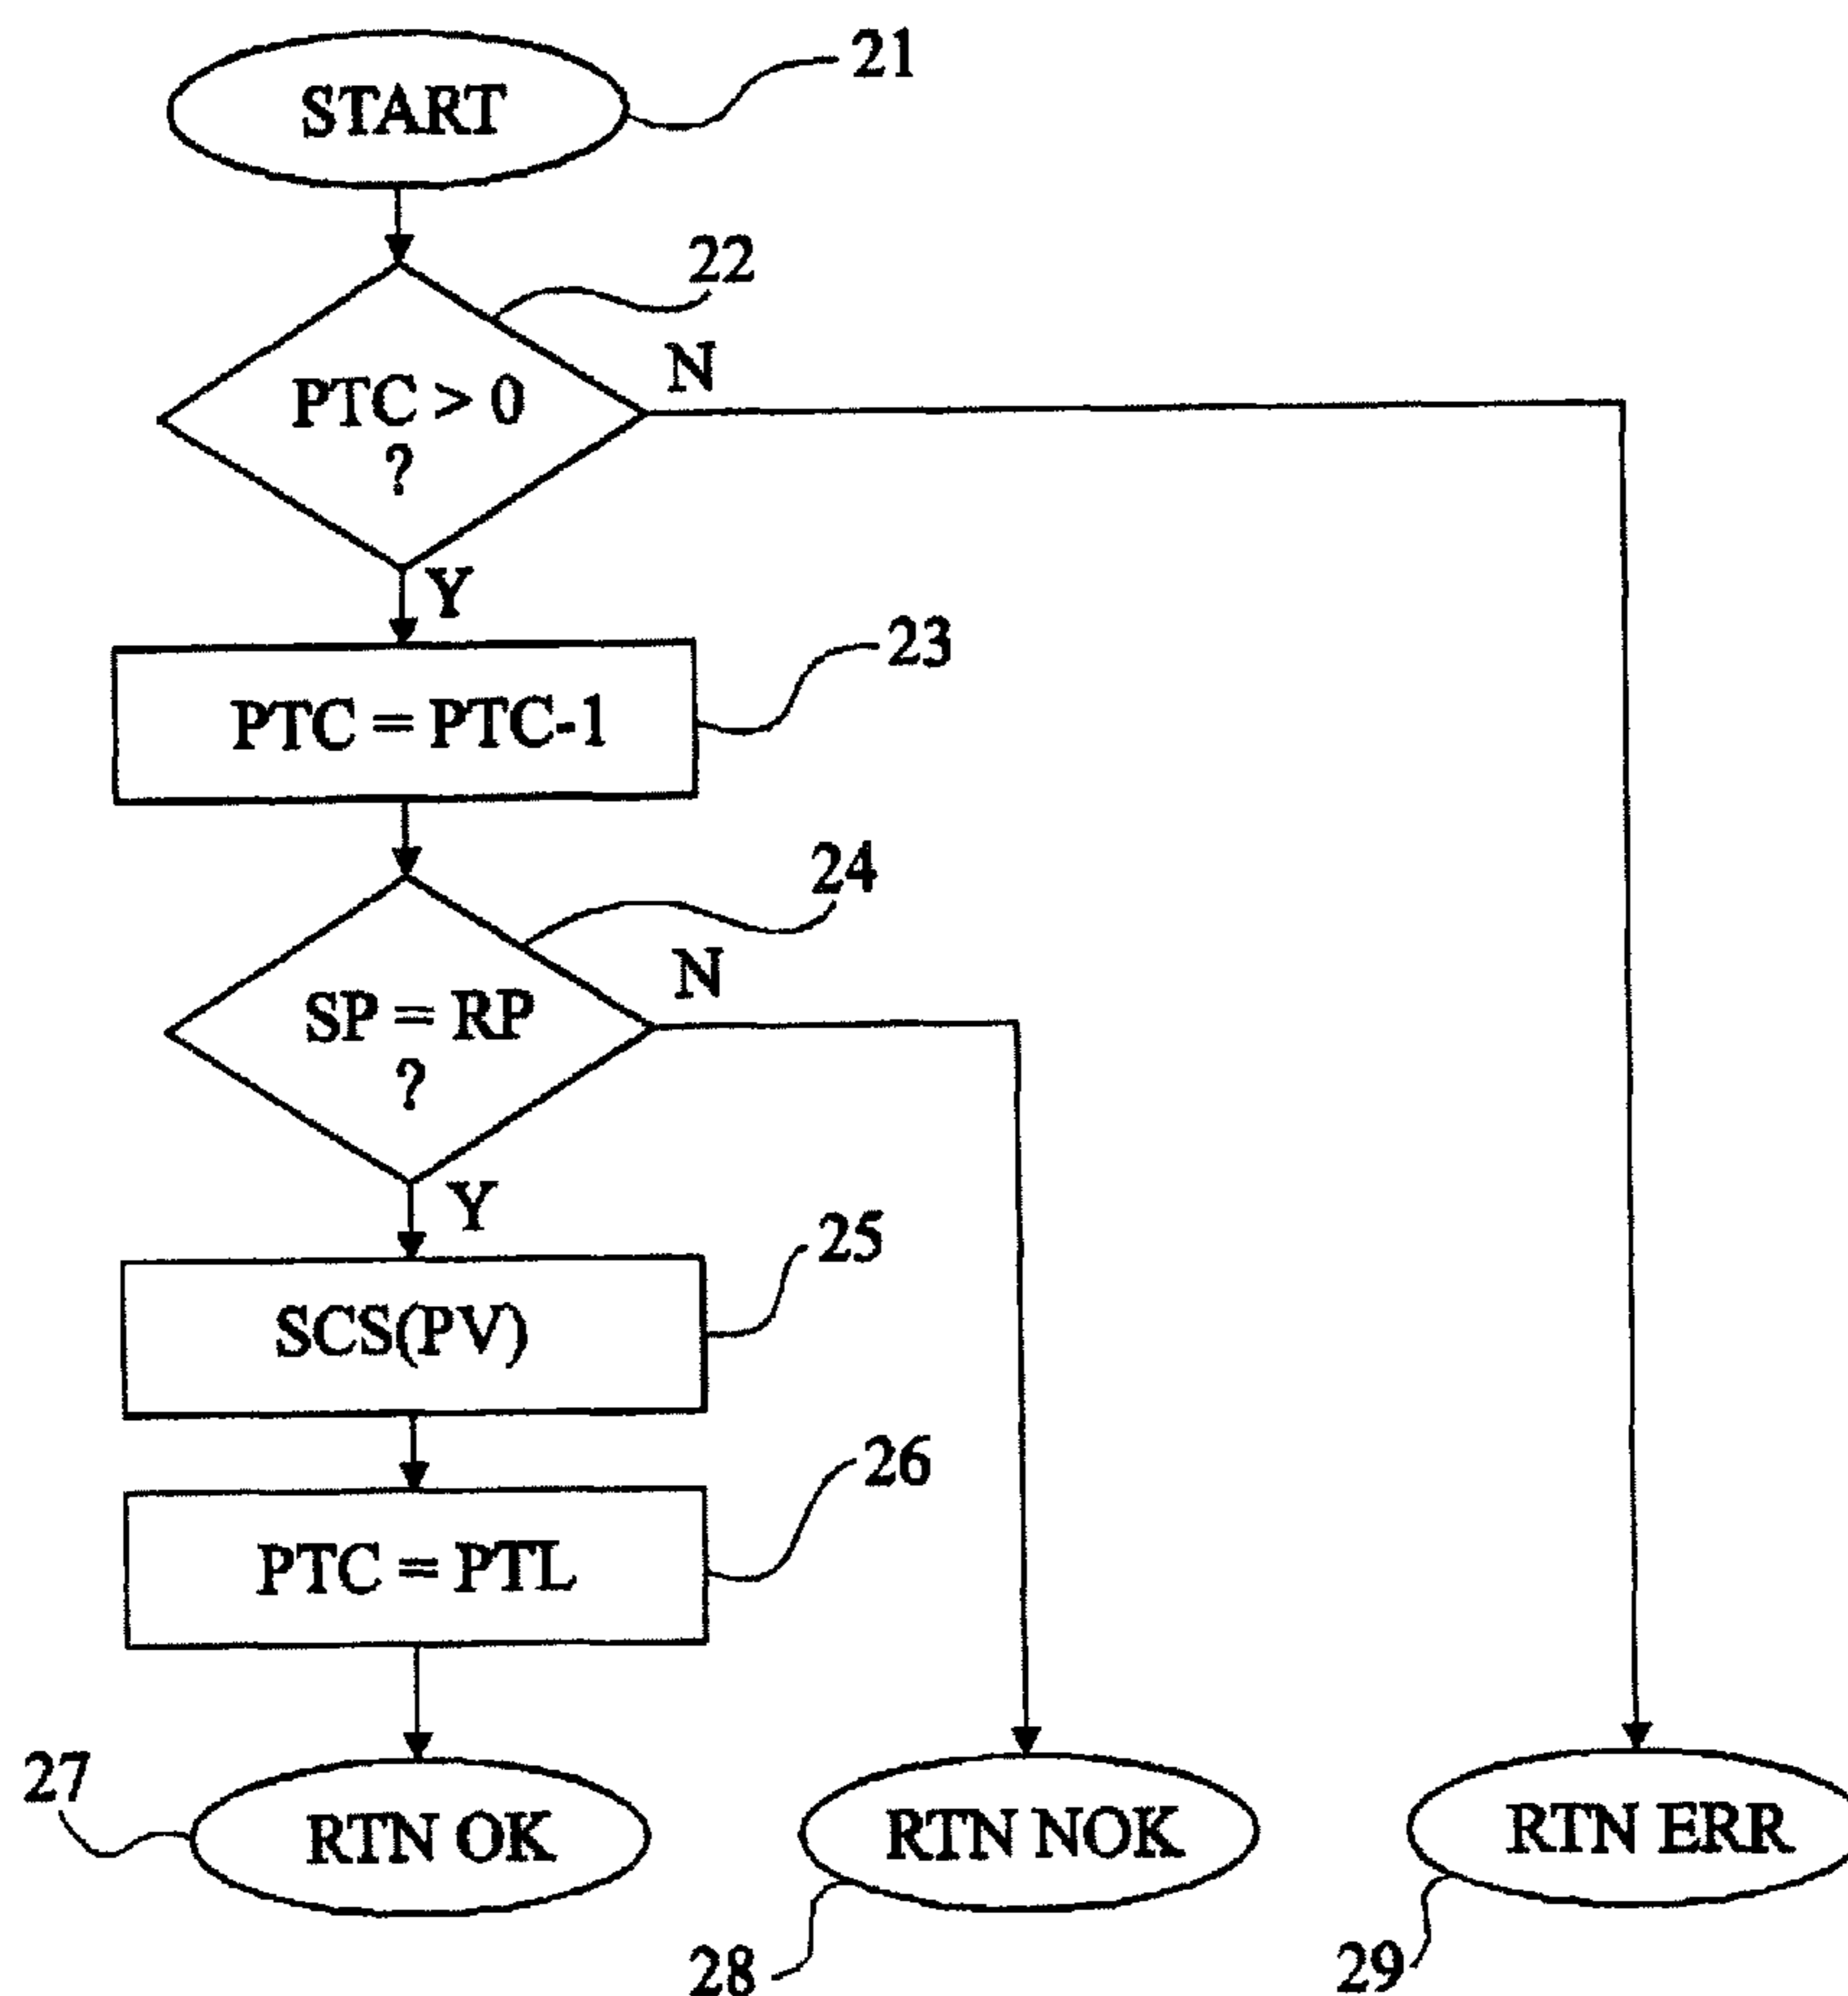 START
21
22
PTC > 0
?
N
Y
23
PTC = PTC-1
24
SP = RP
?
N
Y
25
SCS(PV)
26
PTC = PTL
27
RTN OK
RTN NOK
RTN ERR
28
29